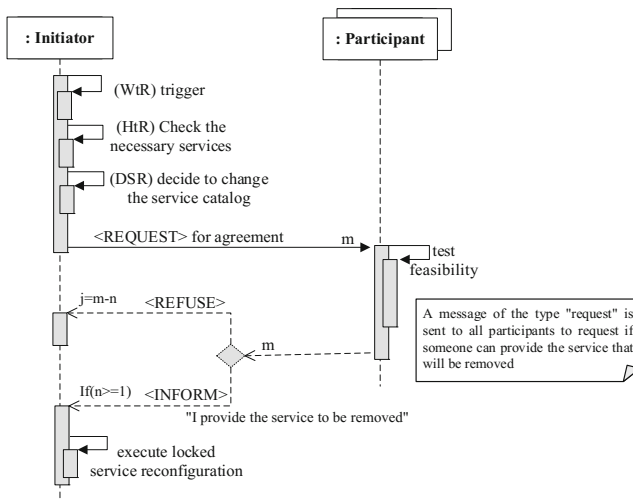 : Initiator
: Participant
(WtR) trigger
(HtR) Check the
necessary services
(DSR) decide to change
the service catalog
<REQUEST> for agreement
m
test
feasibility
j=m-n
<REFUSE>
m
A message of the type "request" is
sent to all participants to request if
someone can provide the service that
will be removed
If(n>=1)
<INFORM>
"I provide the service to be removed"
execute locked
service reconfiguration